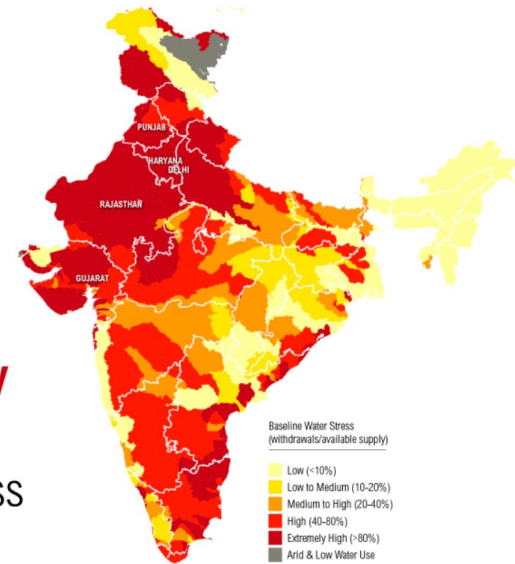 PUNJAB
HARYANA
DELHI
RAJASTHAN
GUJARAT
y
ss
Baseline Water Stress
(withdrawals/available supply)
Low (<10%)
Low to Medium (10-20%)
Medium to High (20-40%)
High (40-80%)
Extremely High (>80%)
Arid & Low Water Use